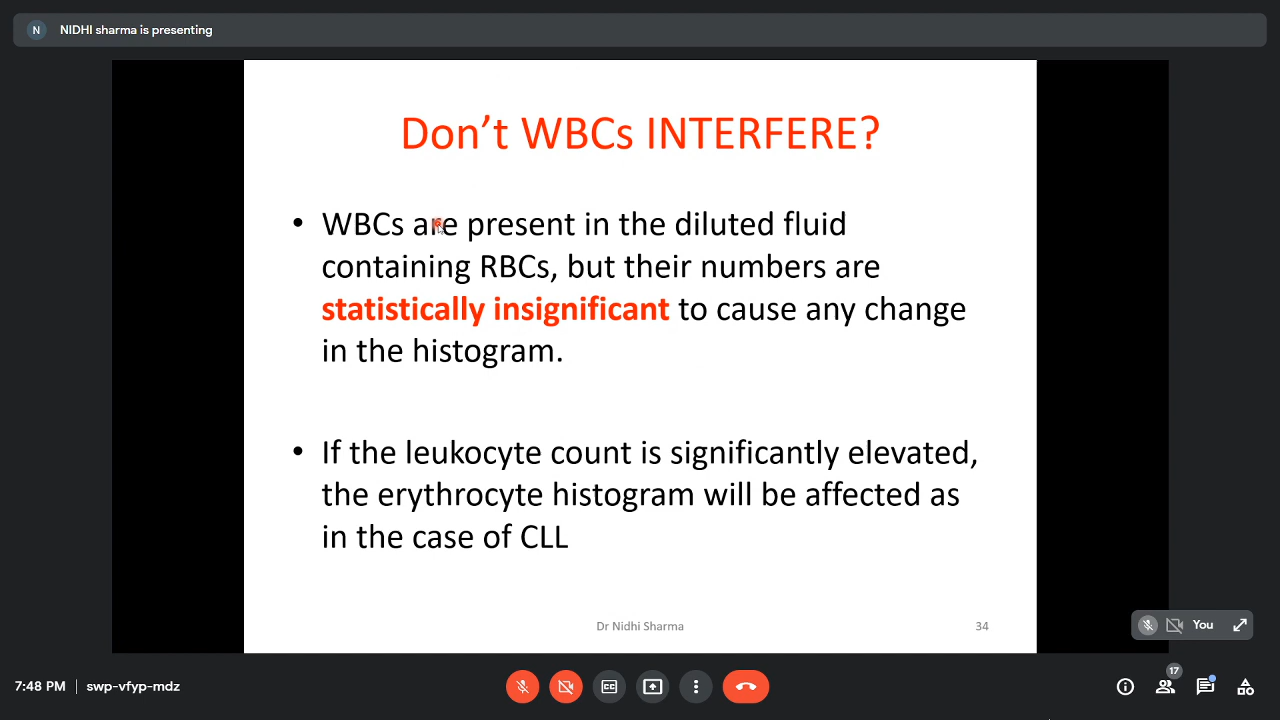 N NIDHI sharma is presenting
Don't WBCs INTERFERE?
• WBCs are present in the diluted fluid
containing RBCs, but their numbers are
statistically insignificant to cause any change
in the histogram.
• If the leukocyte count is significantly elevated,
the erythrocyte histogram will be affected as
in the case of CLL
Dr Nidhi Sharma 34
You
7:48 PM | swp-vfyp-mdz
CC
17